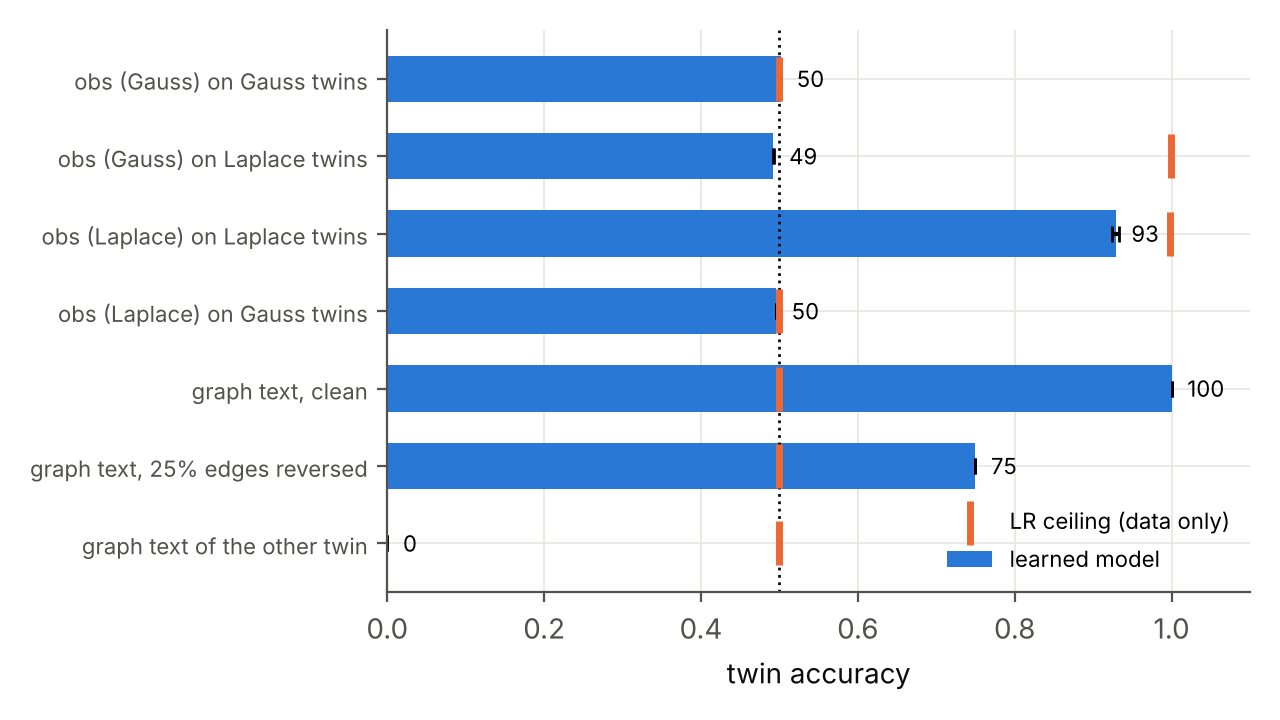 obs (Gauss) on Gauss twins
50
obs (Gauss) on Laplace twins
49
obs (Laplace) on Laplace twins
93
obs (Laplace) on Gauss twins
50
graph text, clean
100
graph text, 25% edges reversed
75
graph text of the other twin
0
LR ceiling (data only)
learned model
0.0 0.2 0.4 0.6 0.8 1.0
twin accuracy